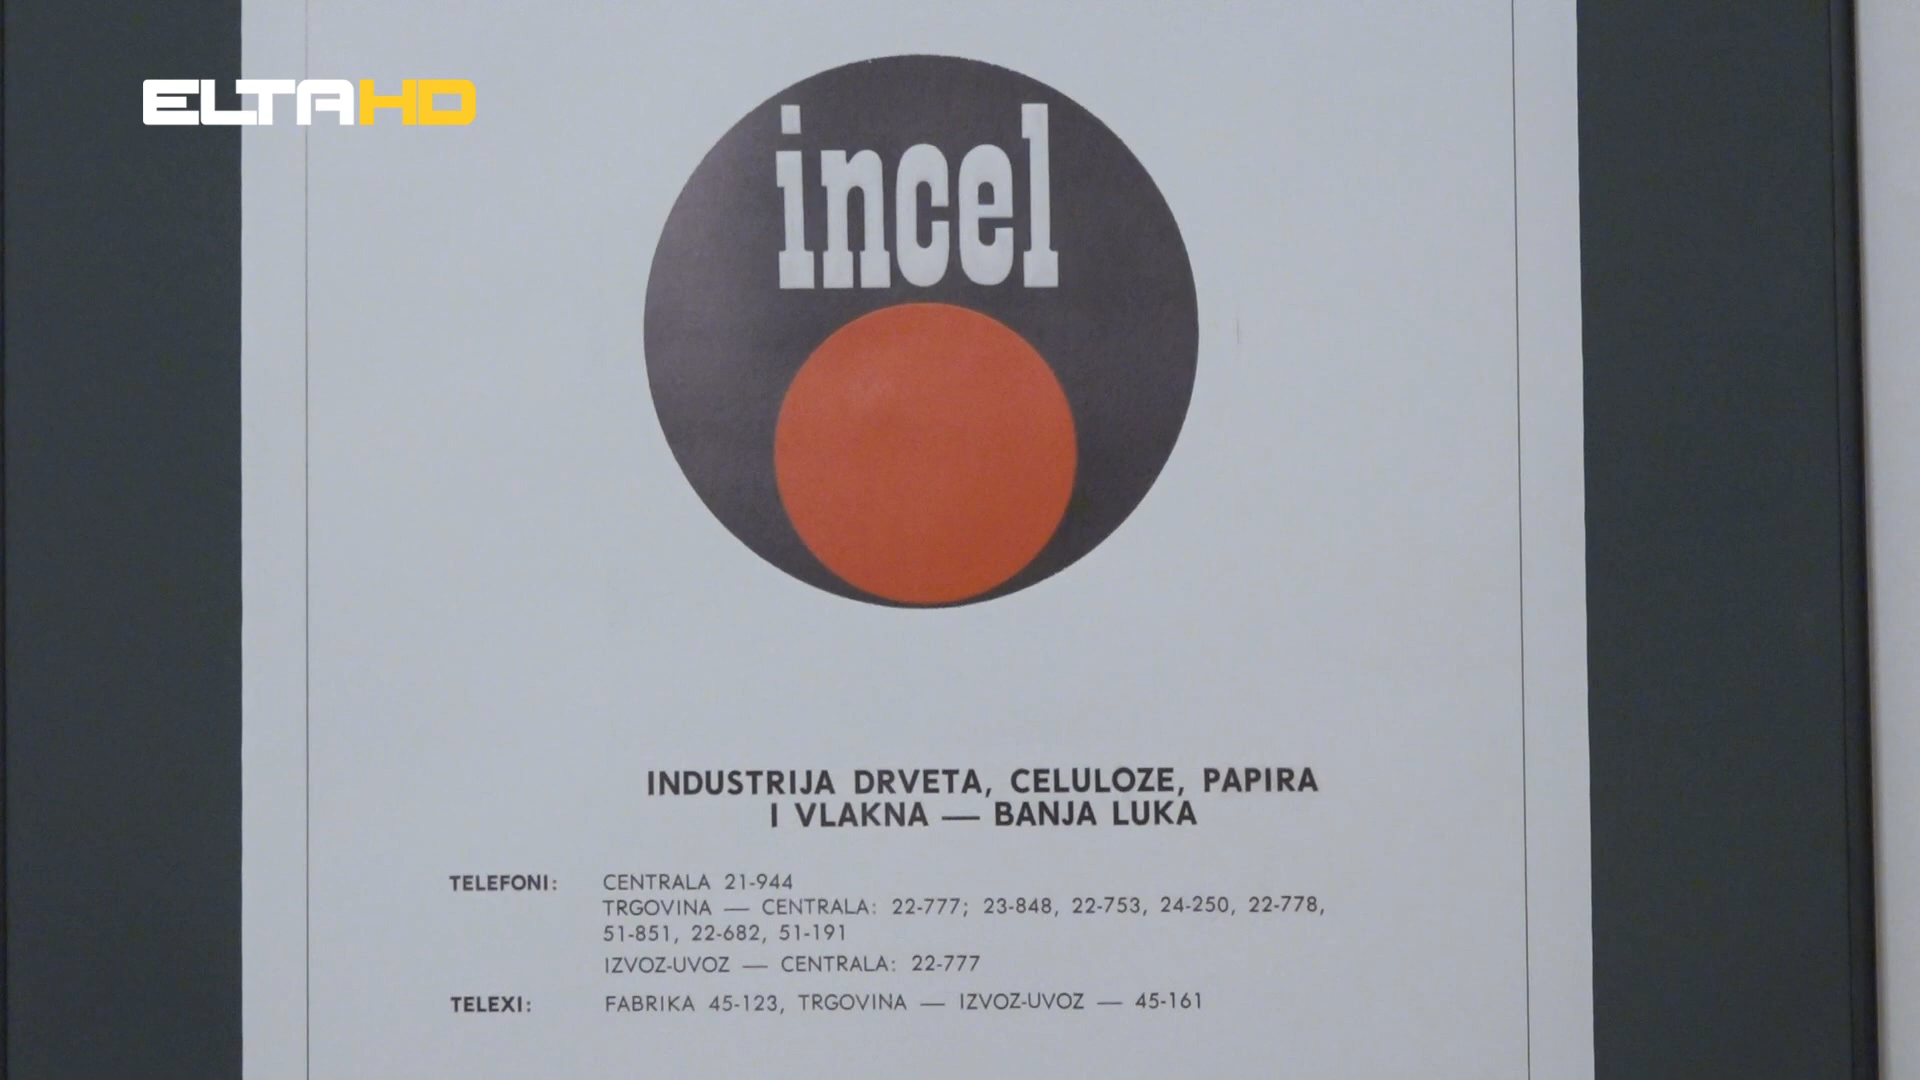 ELTAHD
incel
INDUSTRIJA DRVETA, CELULOZE, PAPIRA
I VLAKNA — BANJA LUKA
TELEFONI: CENTRALA 21-944
TRGOVINA — CENTRALA: 22-777; 23-848, 22-753, 24-250, 22-778,
51-851, 22-682, 51-191
IZVOZ-UVOZ — CENTRALA: 22-777
TELEXI: FABRIKA 45-123, TRGOVINA — IZVOZ-UVOZ — 45-161